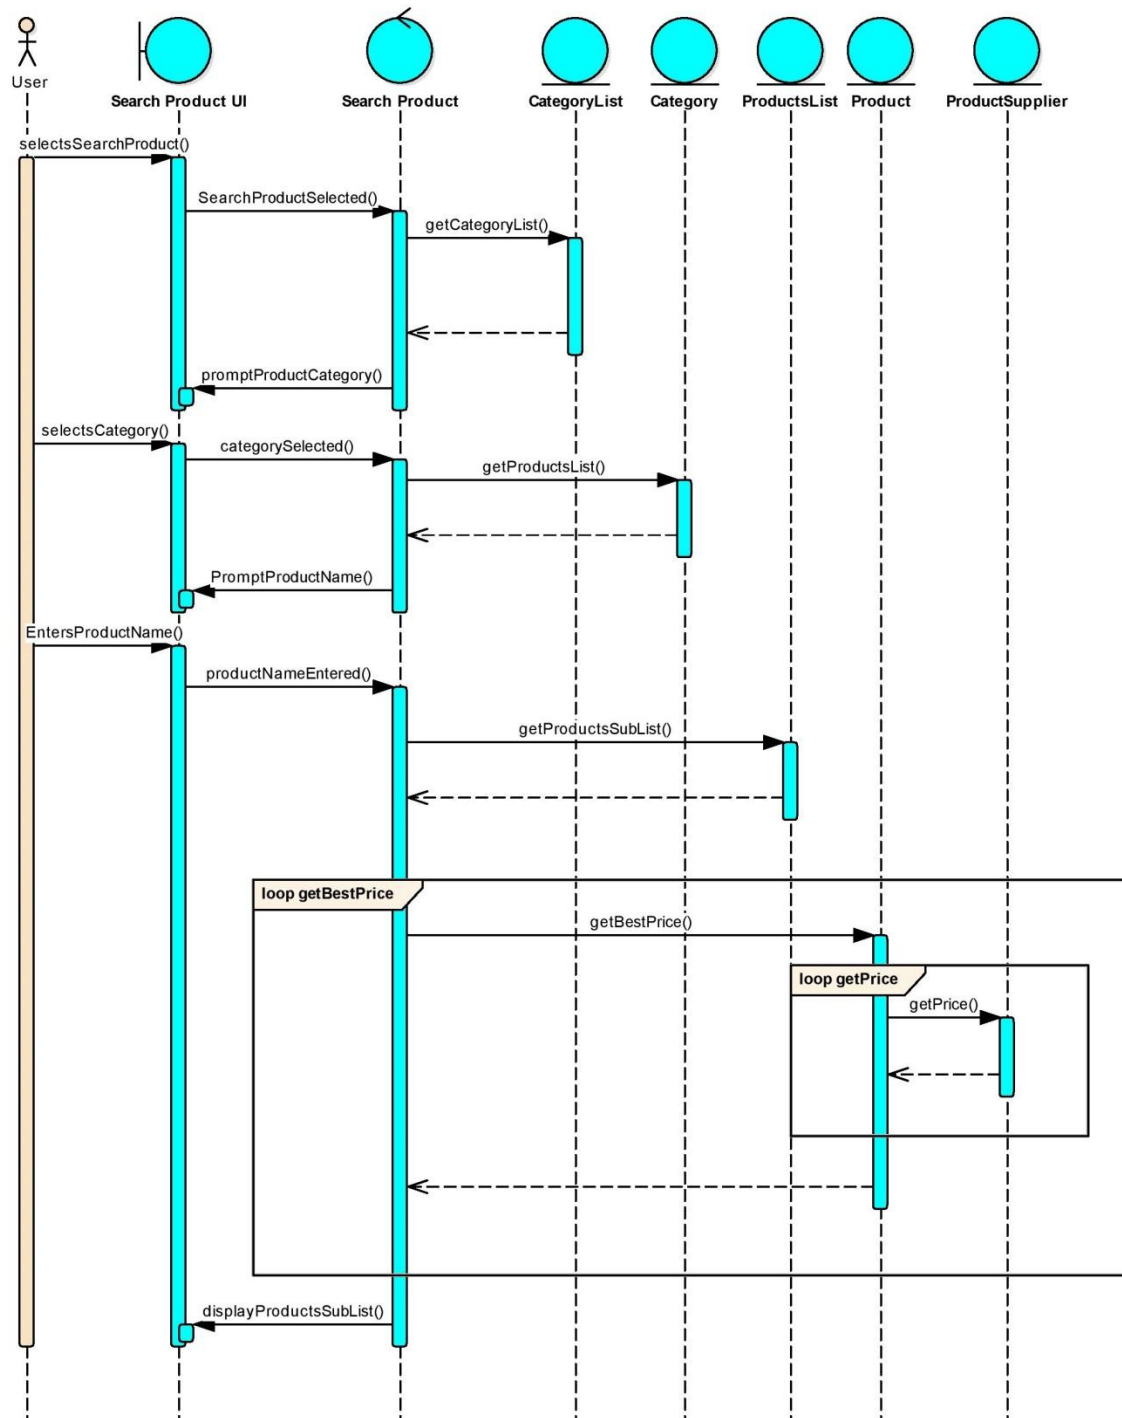 User
Search Product UI
Search Product
CategoryList
Category
ProductsList
Product
ProductSupplier
selectsSearchProduct()
SearchProductSelected()
getCategoryList()
promptProductCategory()
selectsCategory()
categorySelected()
getProductsList()
PromptProductName()
EntersProductName()
productNameEntered()
getProductsSubList()
loop getBestPrice
getBestPrice()
loop getPrice
getPrice()
displayProductsSubList()